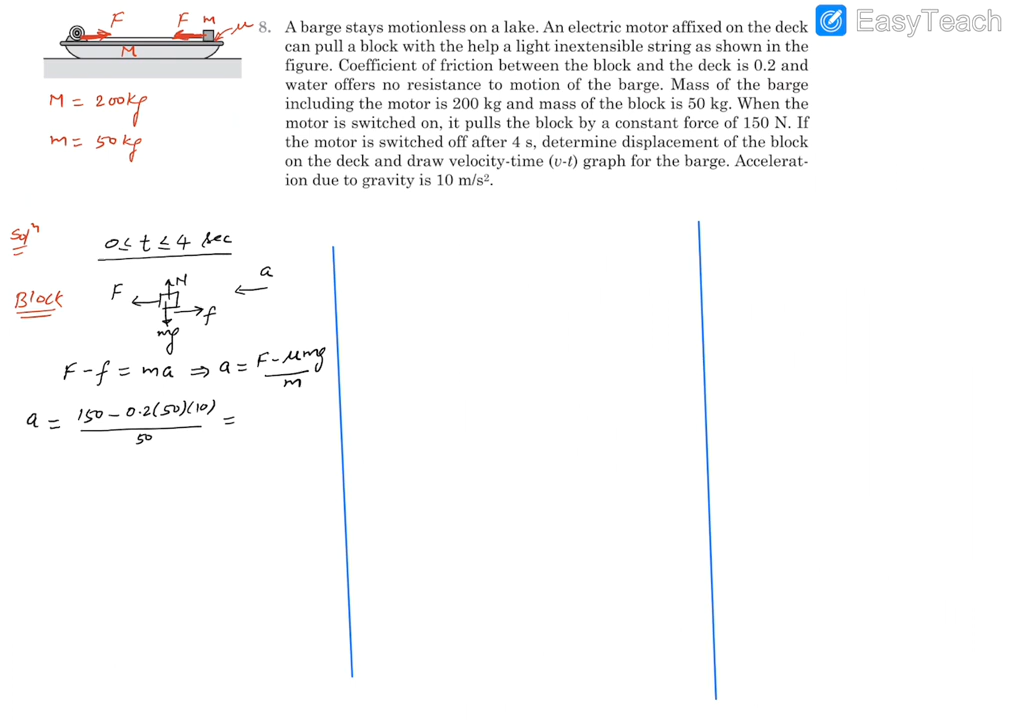 F F m μ
M
M = 200kg
m = 50kg
8. A barge stays motionless on a lake. An electric motor affixed on the deck
can pull a block with the help a light inextensible string as shown in the
figure. Coefficient of friction between the block and the deck is 0.2 and
water offers no resistance to motion of the barge. Mass of the barge
including the motor is 200 kg and mass of the block is 50 kg. When the
motor is switched on, it pulls the block by a constant force of 150 N. If
the motor is switched off after 4 s, determine displacement of the block
on the deck and draw velocity-time (v-t) graph for the barge. Accelerat-
ion due to gravity is 10 m/s².
EasyTeach
Solⁿ
0 ≤ t ≤ 4 sec
Block
F N a
f
mg
F - f = ma ⇒ a = F - μmg / m
a = 150 - 0.2(50)(10) / 50 =